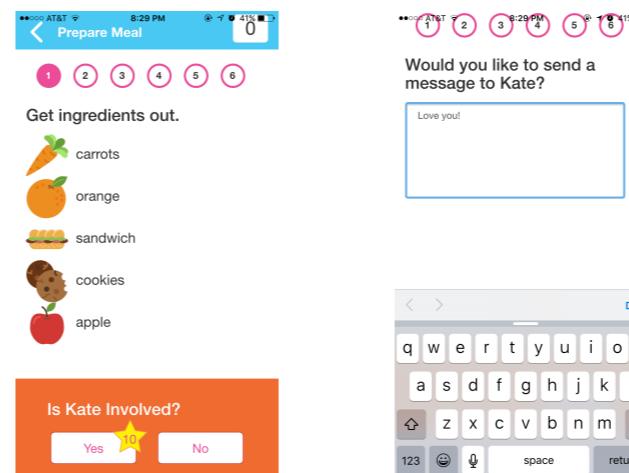 AT&T 8:29 PM 41%
Prepare Meal 0
1 2 3 4 5 6
Get ingredients out.
carrots
orange
sandwich
cookies
apple
Is Kate Involved?
Yes 10 No
AT&T 8:29 PM
1 2 3 4 5 6
Would you like to send a
message to Kate?
Love you!
q w e r t y u i o
a s d f g h j k
z x c v b n m
123 space retu